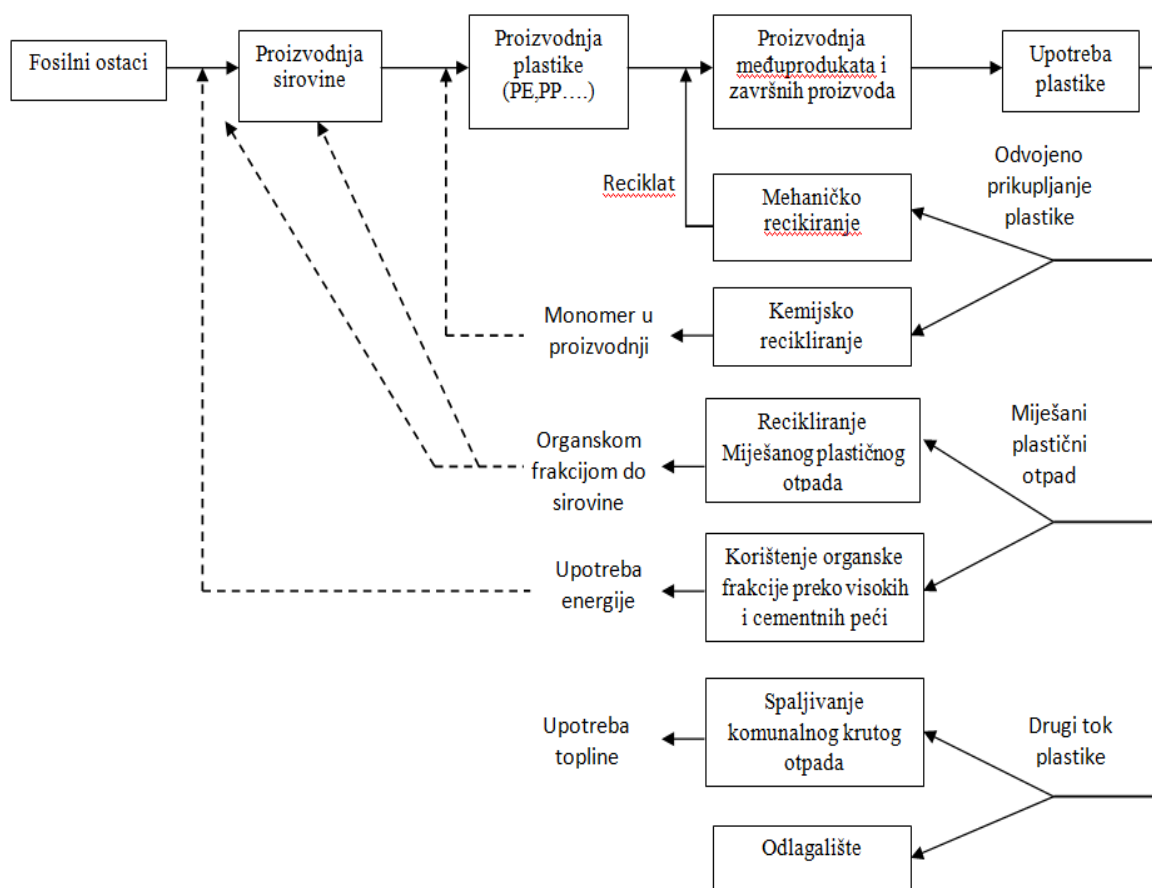 Fosilni ostaci
Proizvodnja
sirovine
Proizvodnja
plastike
(PE,PP….)
Proizvodnja
međuprodukata i
završnih proizvoda
Upotreba
plastike
Odvojeno
prikupljanje
plastike
Reciklat
Mehaničko
recikiranje
Monomer u
proizvodnji
Kemijsko
recikliranje
Organskom
frakcijom do
sirovine
Recikliranje
Miješanog plastičnog
otpada
Miješani
plastični
otpad
Upotreba
energije
Korištenje organske
frakcije preko visokih
i cementnih peći
Upotreba
topline
Spaljivanje
komunalnog krutog
otpada
Drugi tok
plastike
Odlagalište